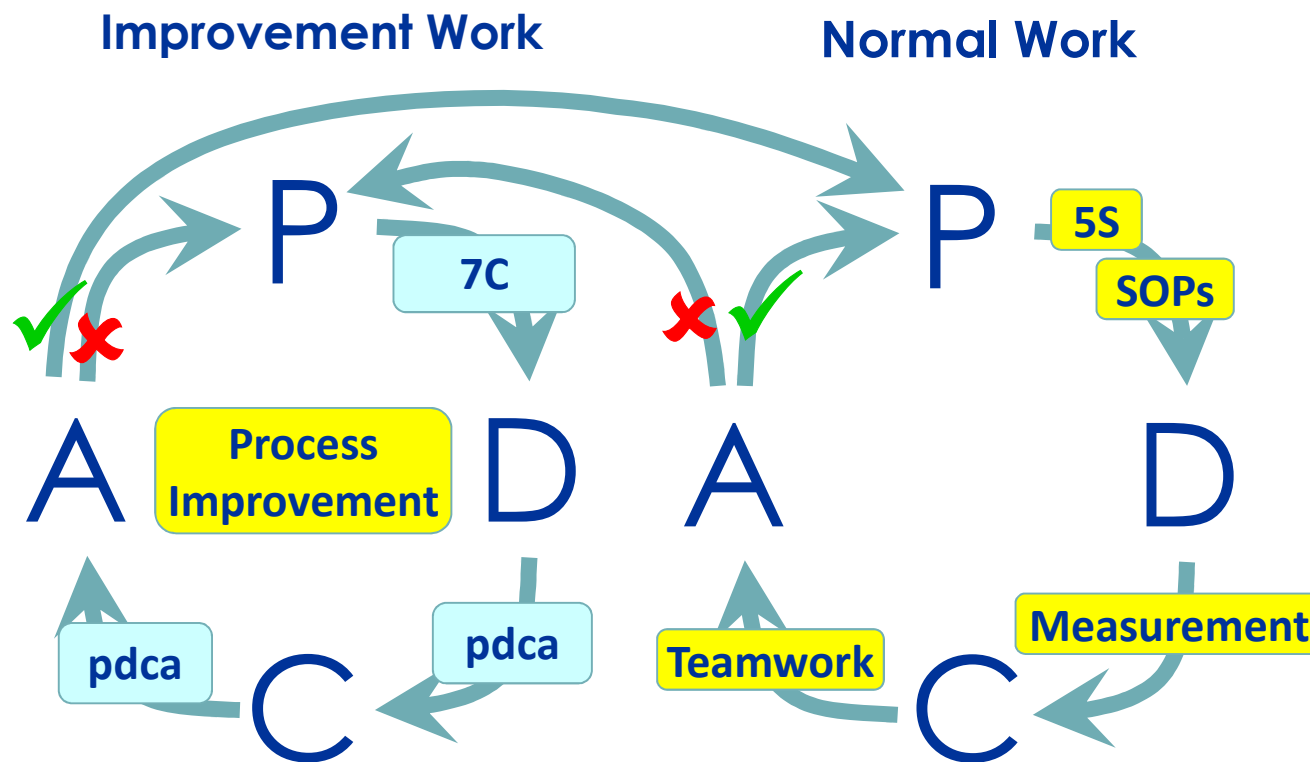 Improvement Work
Normal Work
P
7C
D
pdca
C
pdca
A
Process
Improvement
P
5S
SOPs
D
Measurement
C
Teamwork
A